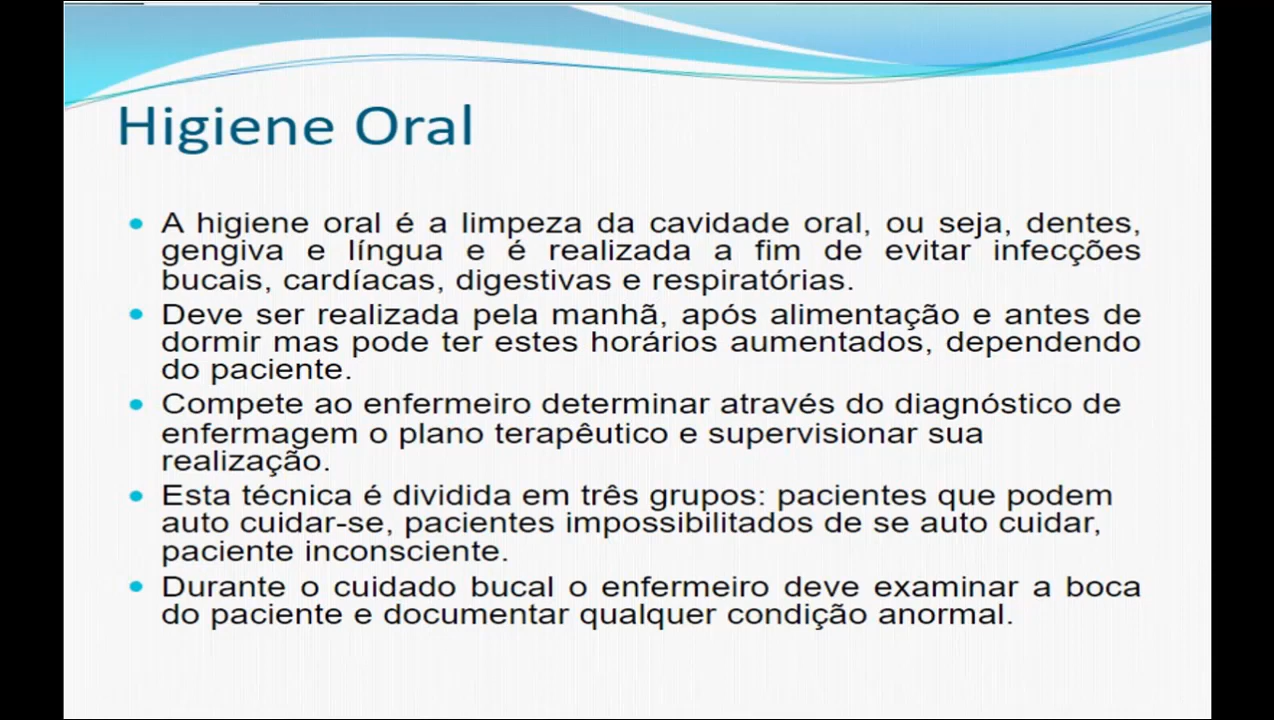 Higiene Oral
A higiene oral é a limpeza da cavidade oral, ou seja, dentes,
gengiva e língua e é realizada a fim de evitar infecções
bucais, cardíacas, digestivas e respiratórias.
Deve ser realizada pela manhã, após alimentação e antes de
dormir mas pode ter estes horários aumentados, dependendo
do paciente.
Compete ao enfermeiro determinar através do diagnóstico de
enfermagem o plano terapêutico e supervisionar sua
realização.
Esta técnica é dividida em três grupos: pacientes que podem
auto cuidar-se, pacientes impossibilitados de se auto cuidar,
paciente inconsciente.
Durante o cuidado bucal o enfermeiro deve examinar a boca
do paciente e documentar qualquer condição anormal.